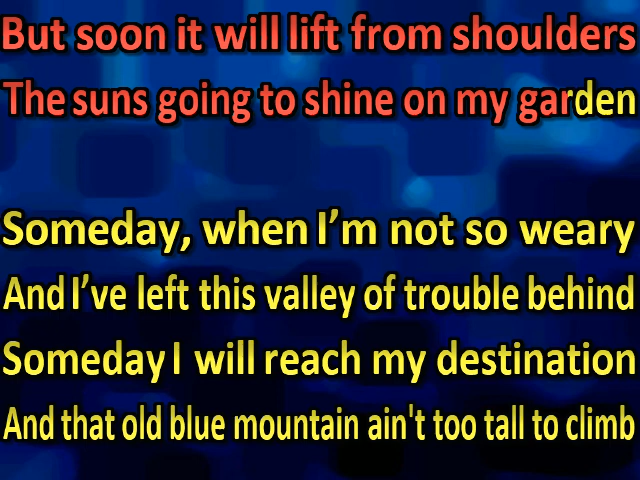 But soon it will lift from shoulders
The suns going to shine on my garden
Someday, when I’m not so weary
And I’ve left this valley of trouble behind
Someday I will reach my destination
And that old blue mountain ain't too tall to climb